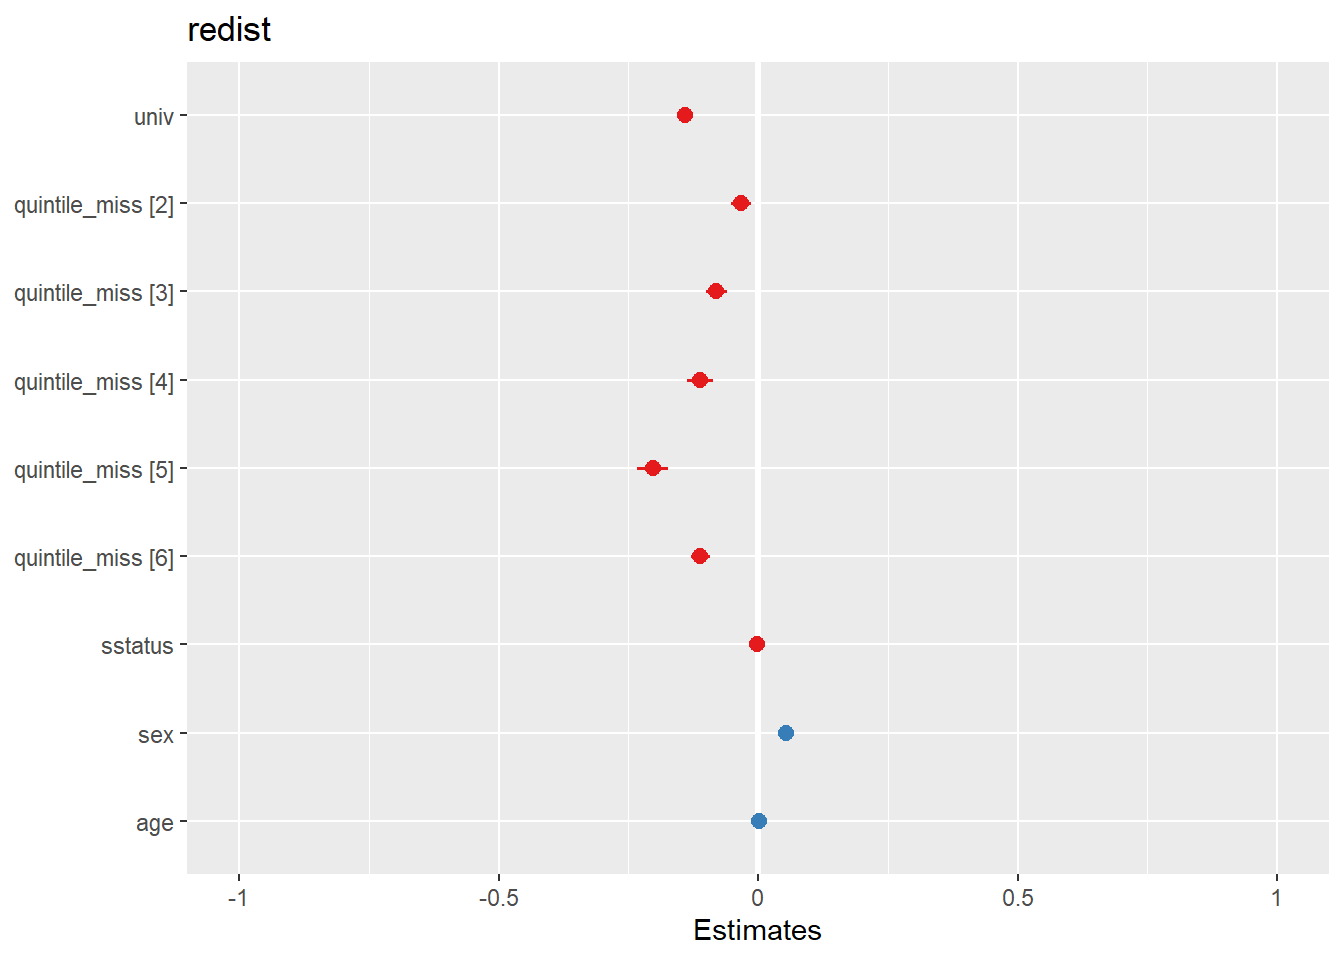 redist
univ
quintile_miss [2]
quintile_miss [3]
quintile_miss [4]
quintile_miss [5]
quintile_miss [6]
sstatus
sex
age
-1 -0.5 0 0.5 1
Estimates